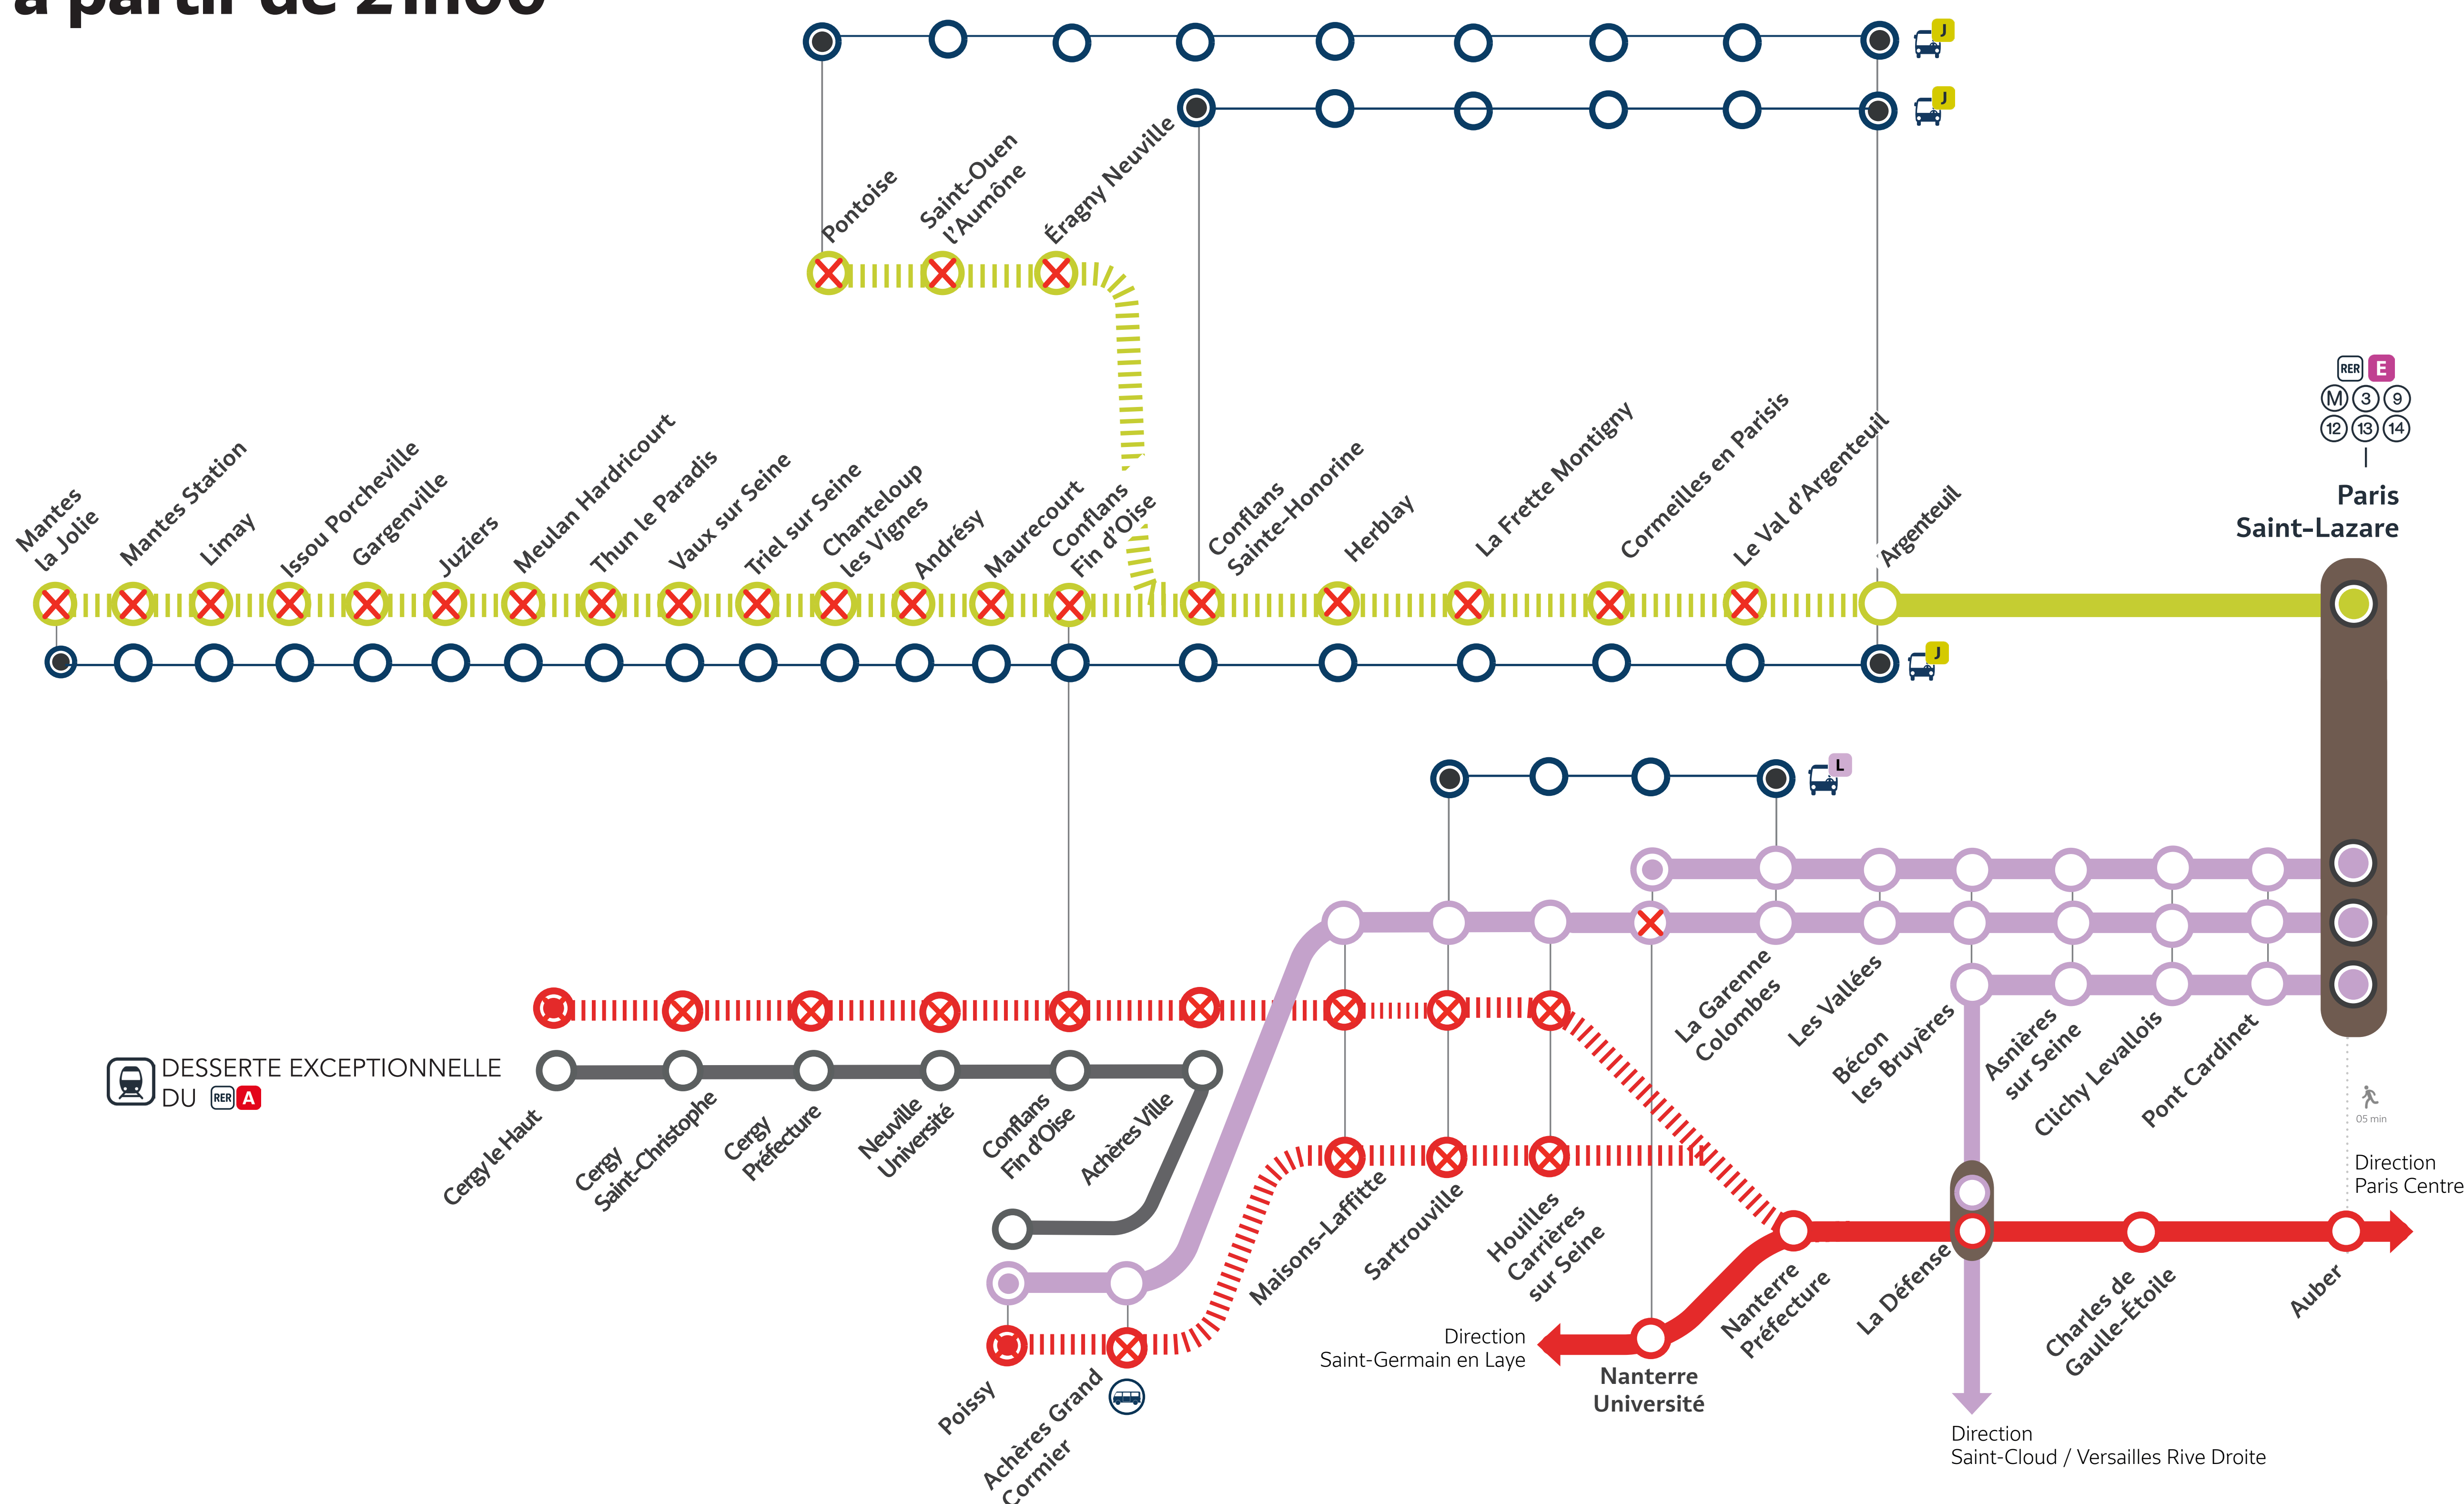 à partir de 21h00
J
J
Pontoise
Saint-Ouen
l'Aumône
Éragny Neuville
RER E
M 3 9
12 13 14
Paris
Saint-Lazare
Mantes
la Jolie
Mantes Station
Limay
Issou Porcheville
Gargenville
Juziers
Meulan Hardricourt
Thun le Paradis
Vaux sur Seine
Triel sur Seine
Chanteloup
les Vignes
Andrésy
Maurecourt
Conflans
Fin d'Oise
Conflans
Sainte-Honorine
Herblay
La Frette Montigny
Cormeilles en Parisis
Le Val d'Argenteuil
Argenteuil
J
L
La Garenne
Colombes
Les Vallées
Bécon
les Bruyères
Asnières
sur Seine
Clichy Levallois
Pont Cardinet
DESSERTE EXCEPTIONNELLE
DU RER A
Cergy le Haut
Cergy
Saint-Christophe
Cergy
Préfecture
Neuville
Université
Conflans
Fin d'Oise
Achères Ville
05 min
Direction
Paris Centre
Maisons-Laffitte
Sartrouville
Houilles
Carrières
sur Seine
Direction
Saint-Germain en Laye
Nanterre
Université
Nanterre
Préfecture
La Défense
Charles de
Gaulle-Étoile
Auber
Poissy
Achères Grand
Cormier
Direction
Saint-Cloud / Versailles Rive Droite